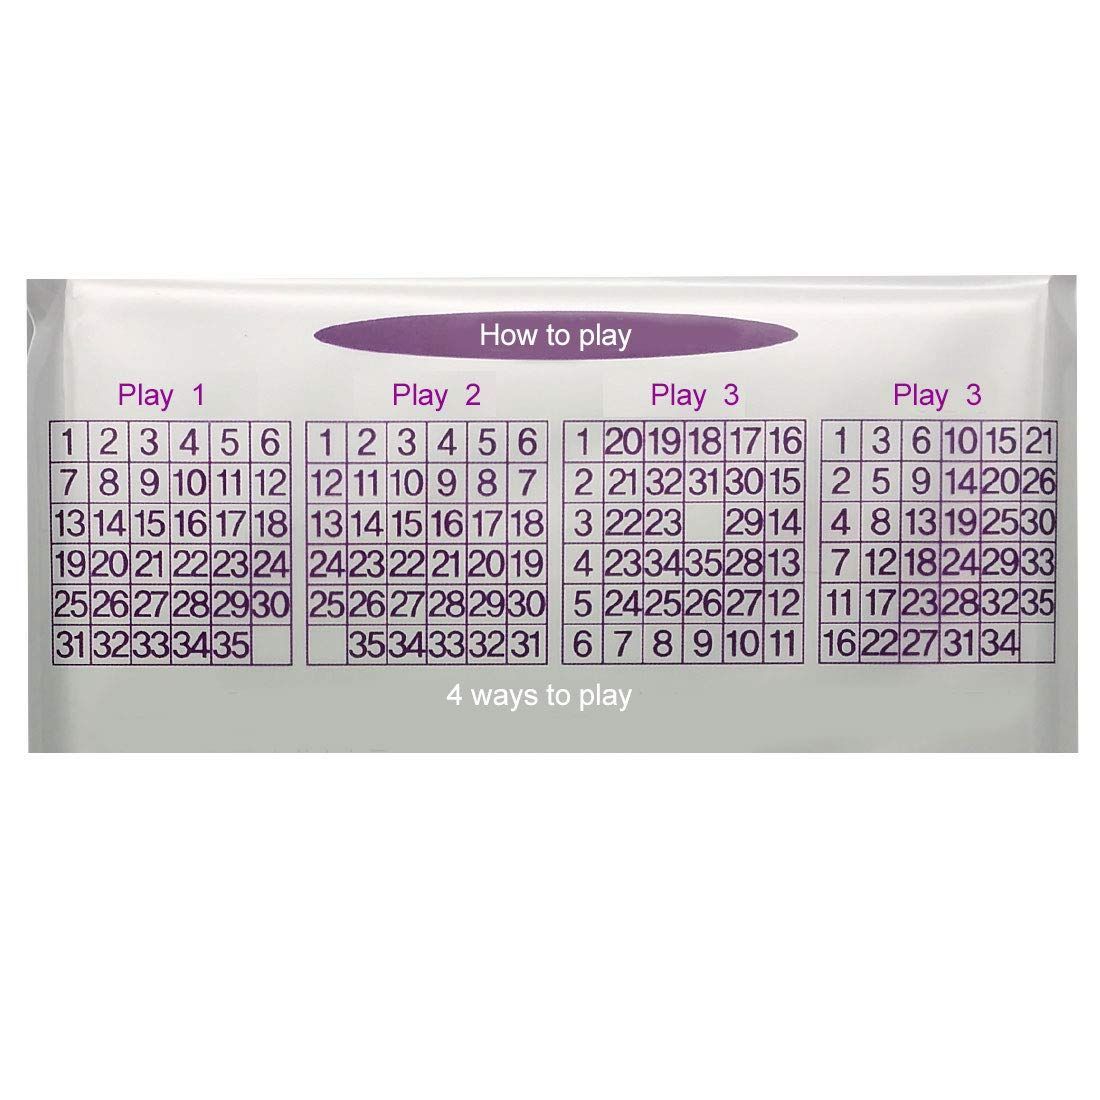 How to play
Play 1 Play 2 Play 3 Play 3
1 2 3 4 5 6 1 2 3 4 5 6 1 20 19 18 17 16 1 3 6 10 15 21
7 8 9 10 11 12 12 11 10 9 8 7 2 21 32 31 30 15 2 5 9 14 20 26
13 14 15 16 17 18 13 14 15 16 17 18 3 22 23 29 14 4 8 13 19 25 30
19 20 21 22 23 24 24 23 22 21 20 19 4 23 34 35 28 13 7 12 18 24 29 33
25 26 27 28 29 30 25 26 27 28 29 30 5 24 25 26 27 12 11 17 23 28 32 35
31 32 33 34 35 35 34 33 32 31 6 7 8 9 10 11 16 22 27 31 34
4 ways to play